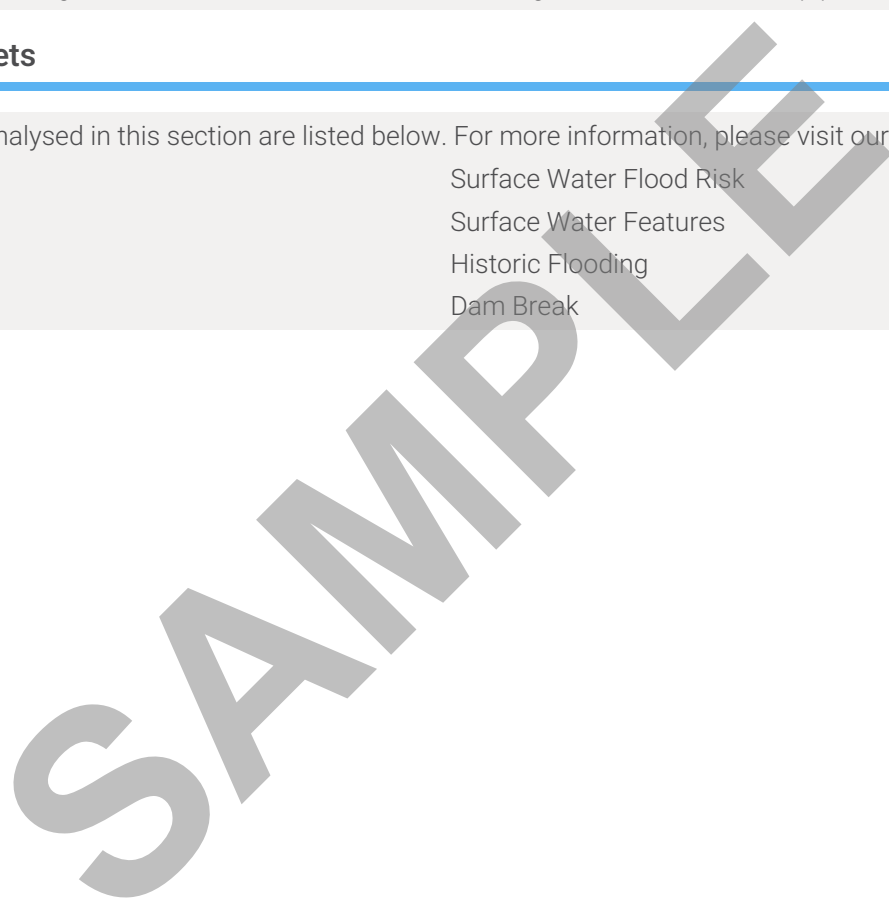 ets
nalysed in this section are listed below. For more information, please visit our
Surface Water Flood Risk
Surface Water Features
Historic Flooding
Dam Break
SAMPLE